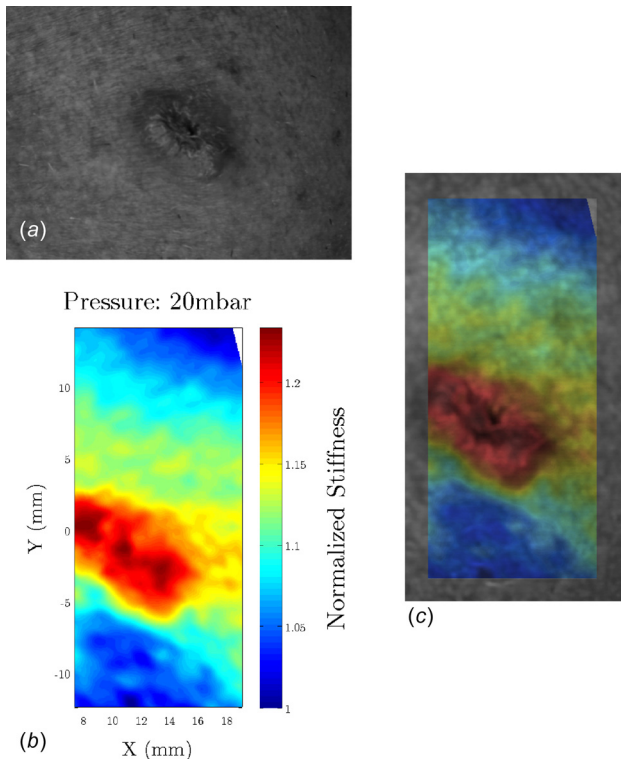 (a)
Pressure: 20mbar
10
5
0
-5
-10
Y (mm)
8 10 12 14 16 18
X (mm)
1.2
1.15
1.1
1.05
1
Normalized Stiffness
(b)
(c)